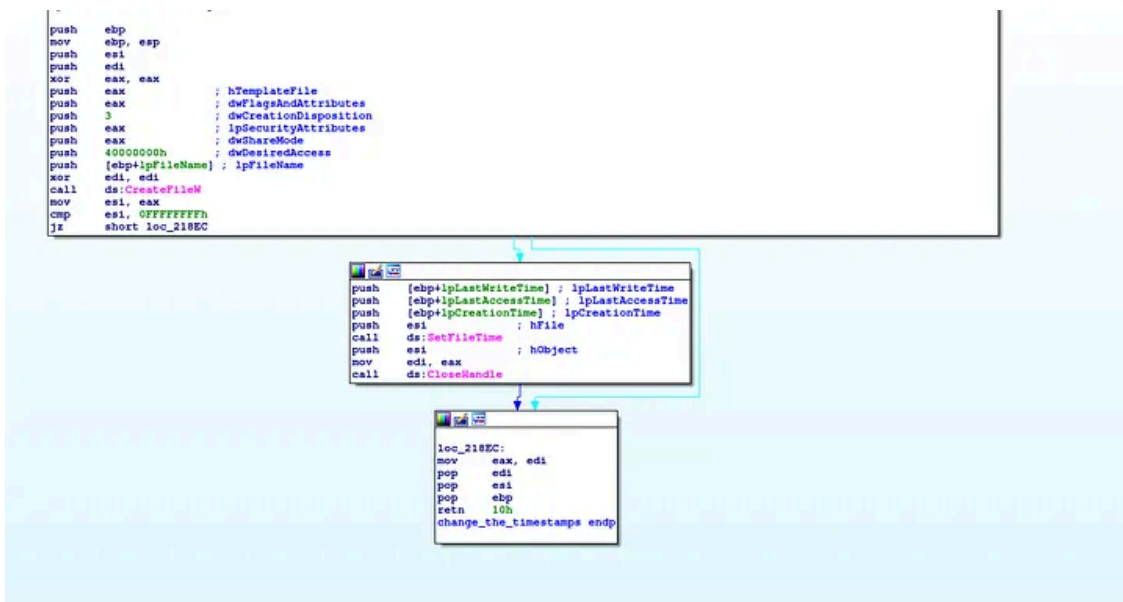 push ebp
mov ebp, esp
push esi
push edi
xor eax, eax
push eax ; hTemplateFile
push eax ; dwFlagsAndAttributes
push 3 ; dwCreationDisposition
push eax ; lpSecurityAttributes
push eax ; dwShareMode
push 40000000h ; dwDesiredAccess
push [ebp+lpFileName] ; lpFileName
xor edi, edi
call ds:CreateFileW
mov esi, eax
cmp esi, 0FFFFFFFFh
jz short loc_218EC
push [ebp+lpLastWriteTime] ; lpLastWriteTime
push [ebp+lpLastAccessTime] ; lpLastAccessTime
push [ebp+lpCreationTime] ; lpCreationTime
push esi ; hFile
call ds:SetFileTime
push esi ; hObject
mov edi, eax
call ds:CloseHandle
loc_218EC:
mov eax, edi
pop edi
pop esi
pop ebp
retn 10h
change_the_timestamps endp